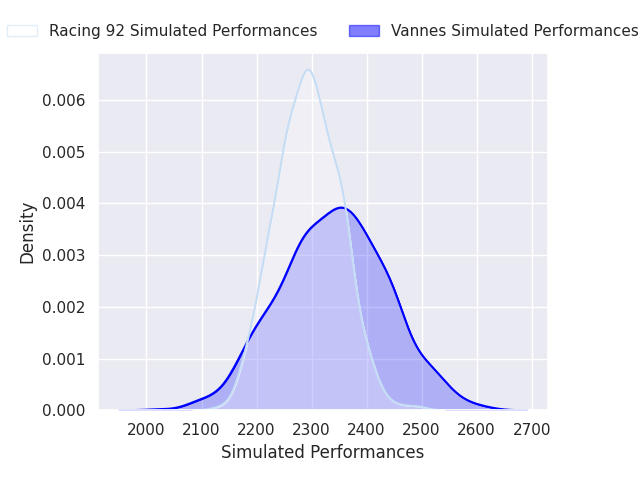 Racing 92 Simulated Performances Vannes Simulated Performances
0.006
0.005
0.004
0.003
0.002
0.001
0.000
Density
2000 2100 2200 2300 2400 2500 2600 2700
Simulated Performances